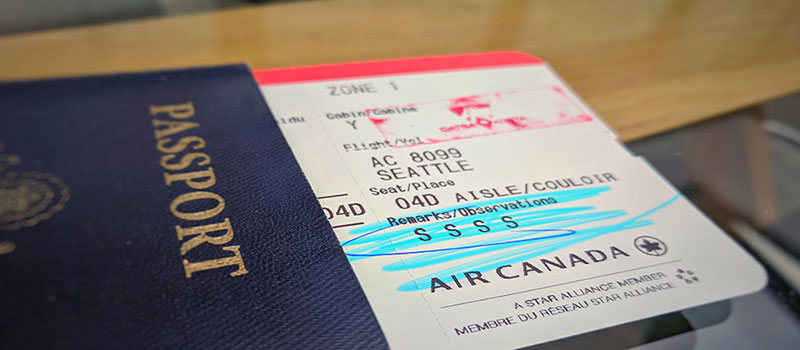 PASSPORT
ZONE 1
Cabin/Cabine
Y
Flight/Vol
AC 8099
SEATTLE
Seat/Place
04D AISLE/COULOIR
04D
Remarks/Observations
S S S S
AIR CANADA
A STAR ALLIANCE MEMBER
MEMBRE DU RÉSEAU STAR ALLIANCE